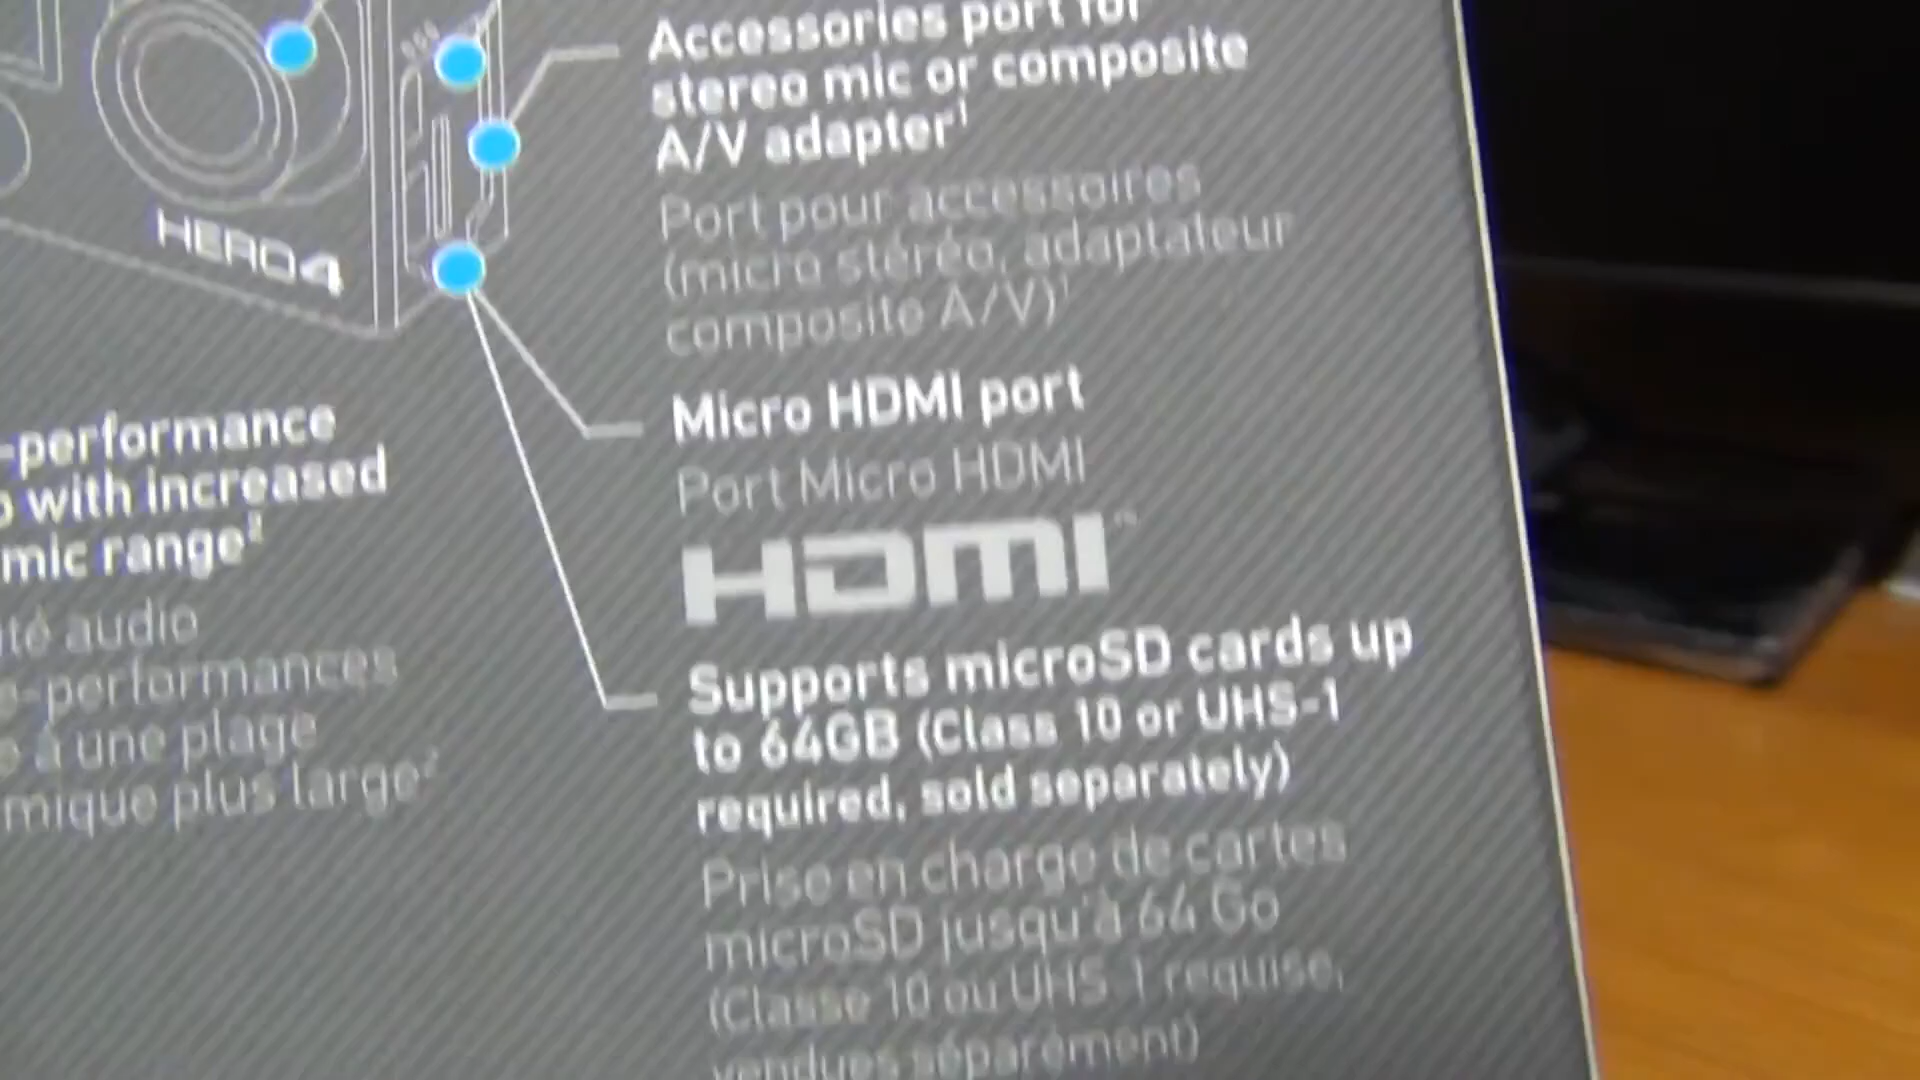 HERO4
-performance
with increased
mic range²
té audio
-performances
à une plage
mique plus large²
Accessories port for
stereo mic or composite
A/V adapter¹
Port pour accessoires
(micro stéréo, adaptateur
composite A/V)¹
Micro HDMI port
Port Micro HDMI
HDMI™
Supports microSD cards up
to 64GB (Class 10 or UHS-1
required, sold separately)
Prise en charge de cartes
microSD jusqu'à 64 Go
(Classe 10 ou UHS-1 requise,
vendues séparément)